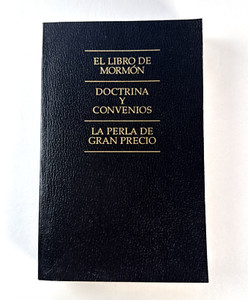 EL LIBRO DE
MORMÓN
DOCTRINA
Y
CONVENIOS
LA PERLA DE
GRAN PRECIO